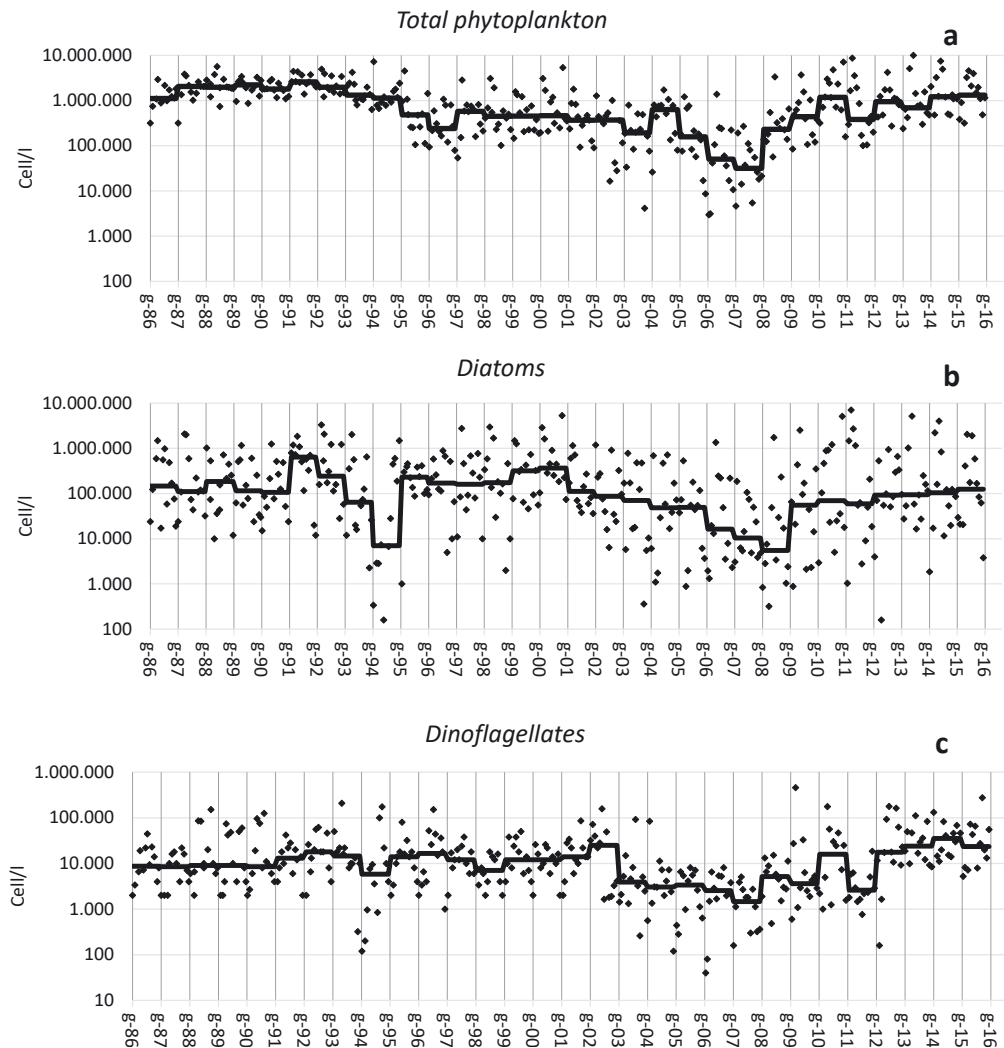 Total phytoplankton
a
10.000.000
1.000.000
100.000
10.000
1.000
100
Cell/l
g-86 g-87 g-88 g-89 g-90 g-91 g-92 g-93 g-94 g-95 g-96 g-97 g-98 g-99 g-00 g-01 g-02 g-03 g-04 g-05 g-06 g-07 g-08 g-09 g-10 g-11 g-12 g-13 g-14 g-15 g-16
Diatoms
b
10.000.000
1.000.000
100.000
10.000
1.000
100
Cell/l
g-86 g-87 g-88 g-89 g-90 g-91 g-92 g-93 g-94 g-95 g-96 g-97 g-98 g-99 g-00 g-01 g-02 g-03 g-04 g-05 g-06 g-07 g-08 g-09 g-10 g-11 g-12 g-13 g-14 g-15 g-16
Dinoflagellates
c
1.000.000
100.000
10.000
1.000
100
10
Cell/l
g-86 g-87 g-88 g-89 g-90 g-91 g-92 g-93 g-94 g-95 g-96 g-97 g-98 g-99 g-00 g-01 g-02 g-03 g-04 g-05 g-06 g-07 g-08 g-09 g-10 g-11 g-12 g-13 g-14 g-15 g-16